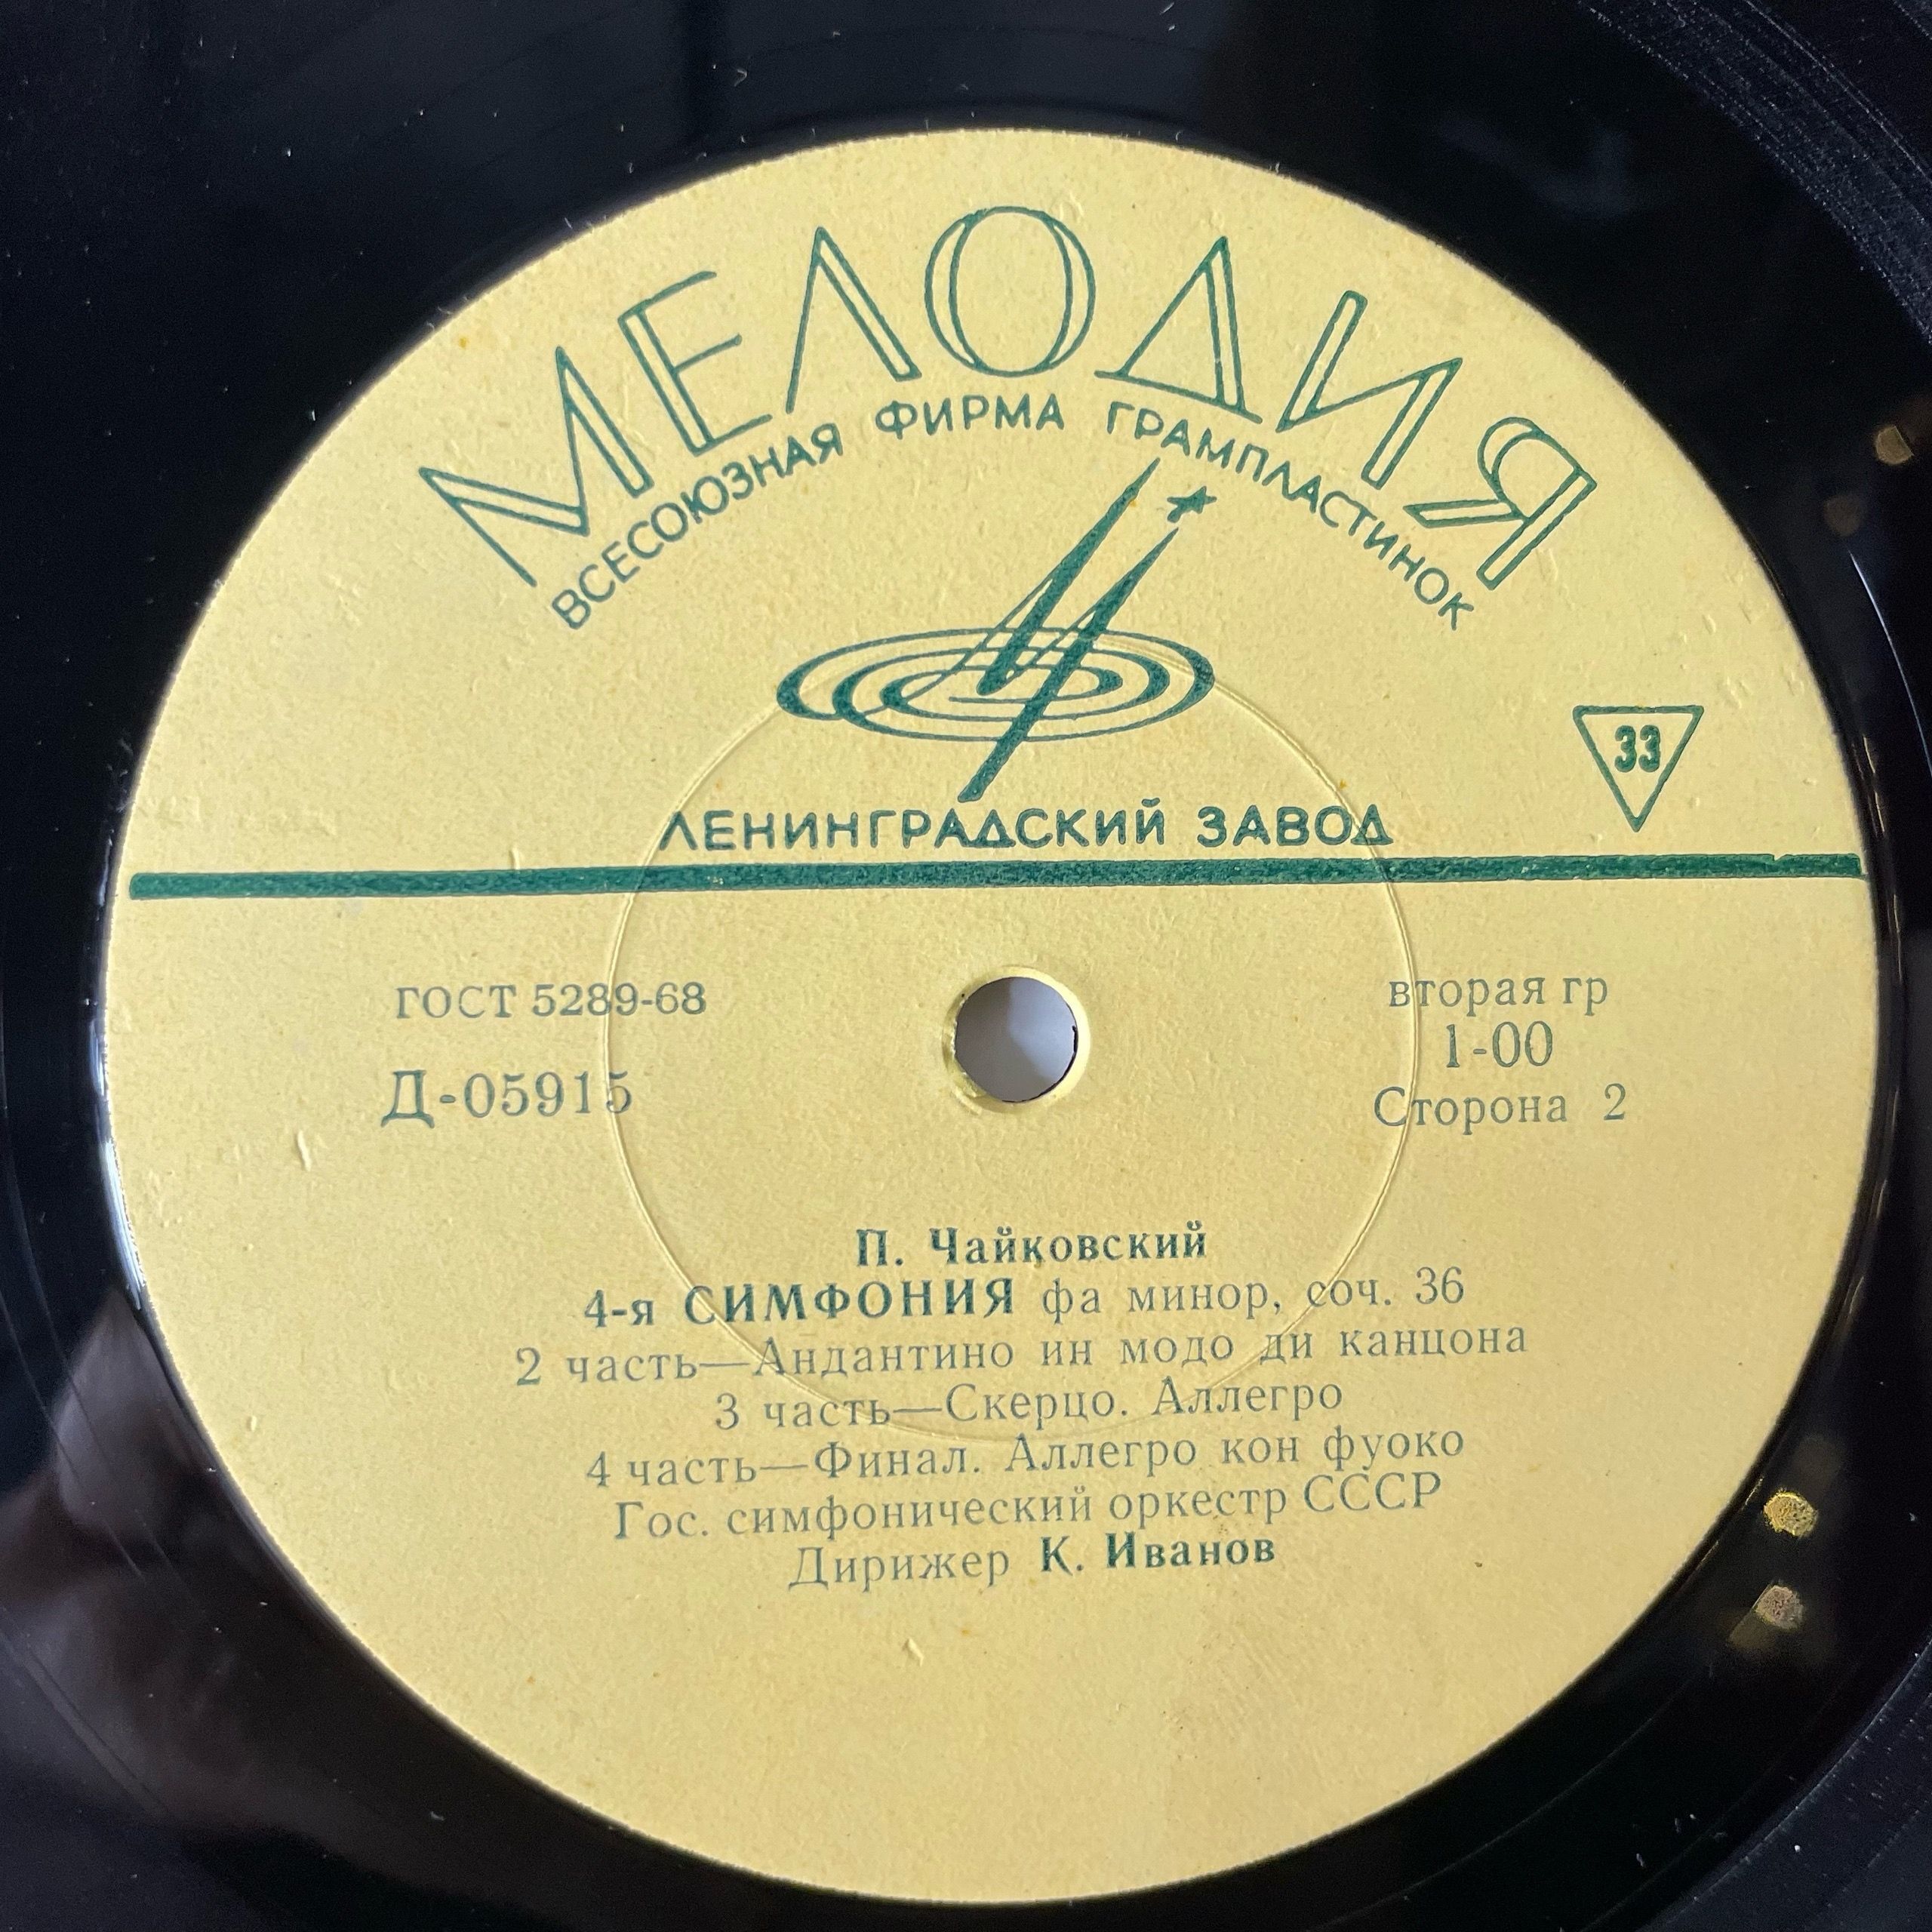 МЕЛОДИЯ
ВСЕСОЮЗНАЯ ФИРМА ГРАМПЛАСТИНОК
33
ЛЕНИНГРАДСКИЙ ЗАВОД
ГОСТ 5289-68
Д-05915
вторая гр
1-00
Сторона 2
П. Чайковский
4-я СИМФОНИЯ фа минор, соч. 36
2 часть—Андантино ин модо ди канцона
3 часть—Скерцо. Аллегро
4 часть—Финал. Аллегро кон фуоко
Гос. симфонический оркестр СССР
Дирижер К. Иванов